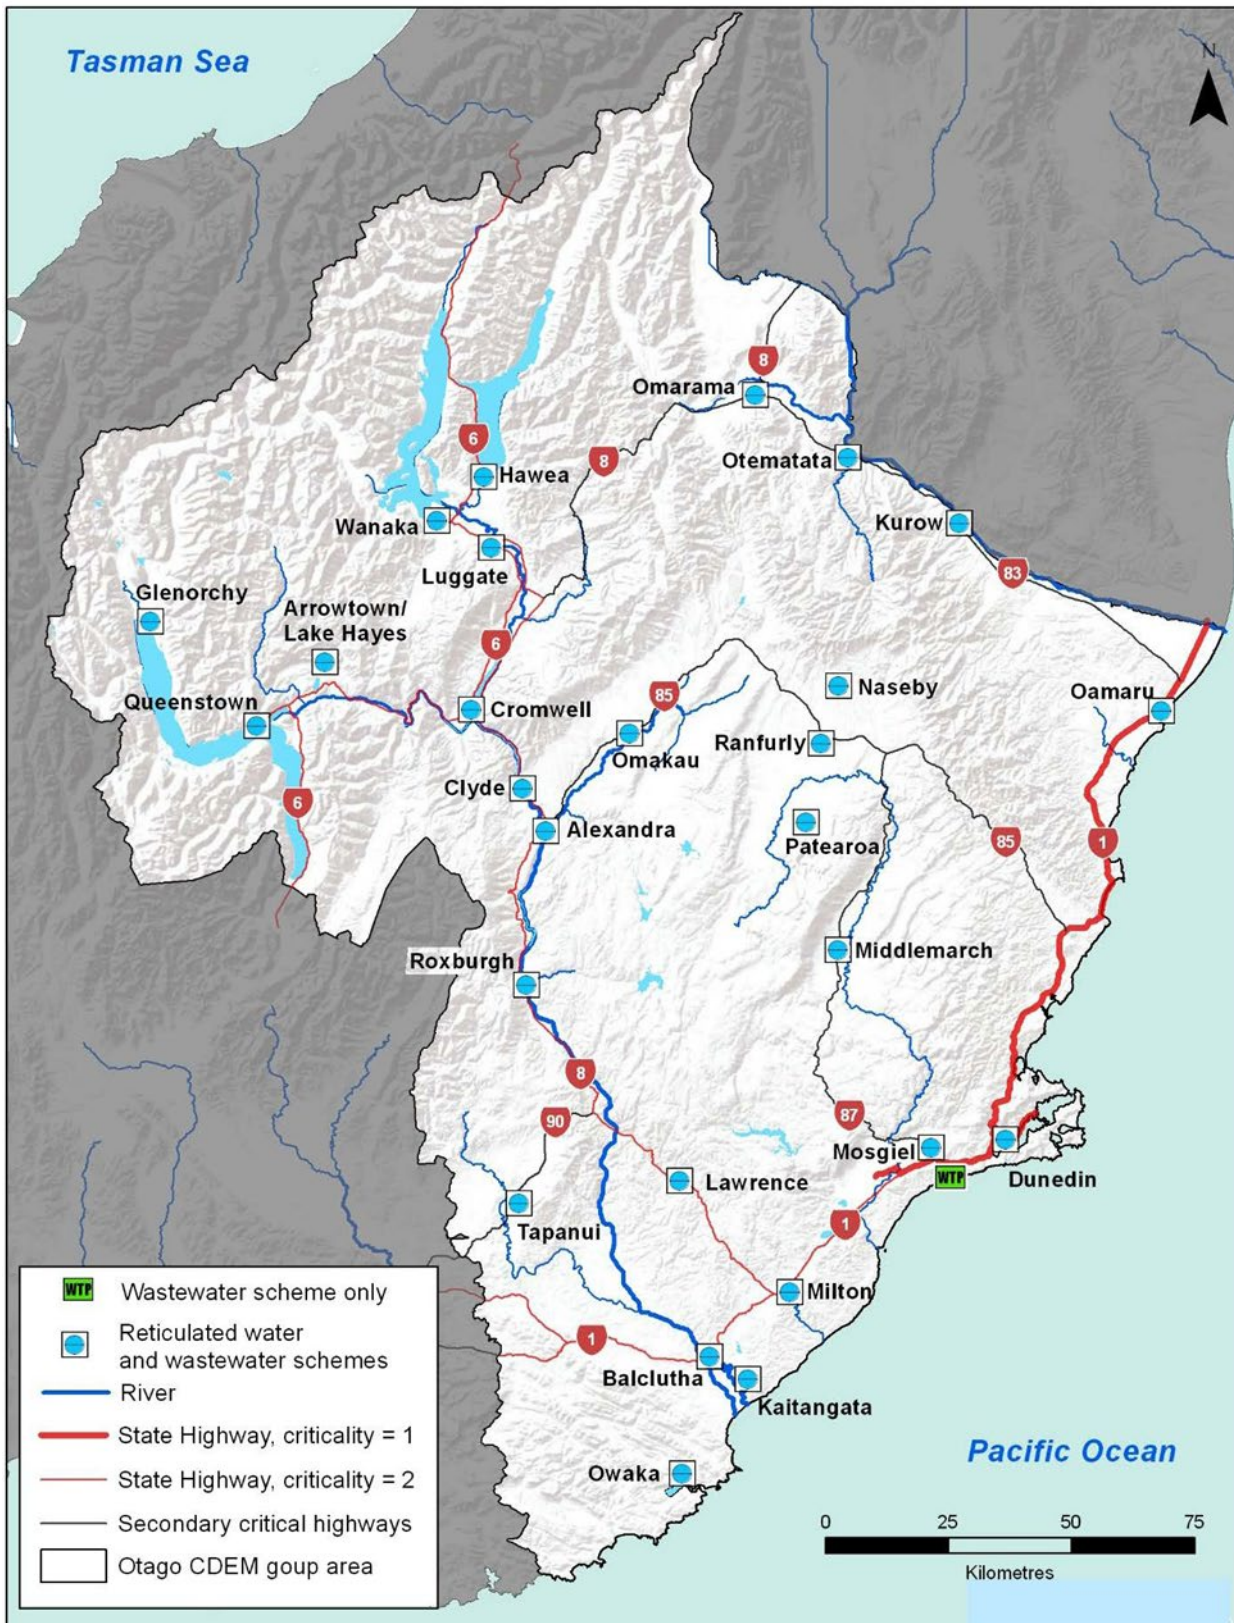 Tasman Sea
N
8
Omarama
6
8
Otematata
Hawea
Wanaka
Kurow
Luggate
83
Glenorchy
Arrowtown/
Lake Hayes
6
Queenstown
Cromwell
85
Naseby
Oamaru
Omakau
Ranfurly
Clyde
6
Alexandra
Patearoa
85
1
Roxburgh
Middlemarch
8
90
87
Mosgiel
WTP
Dunedin
Lawrence
Tapanui
1
Milton
1
Balclutha
Kaitangata
Owaka
Pacific Ocean
WTP Wastewater scheme only
Reticulated water
and wastewater schemes
River
State Highway, criticality = 1
State Highway, criticality = 2
Secondary critical highways
Otago CDEM goup area
0 25 50 75
Kilometres